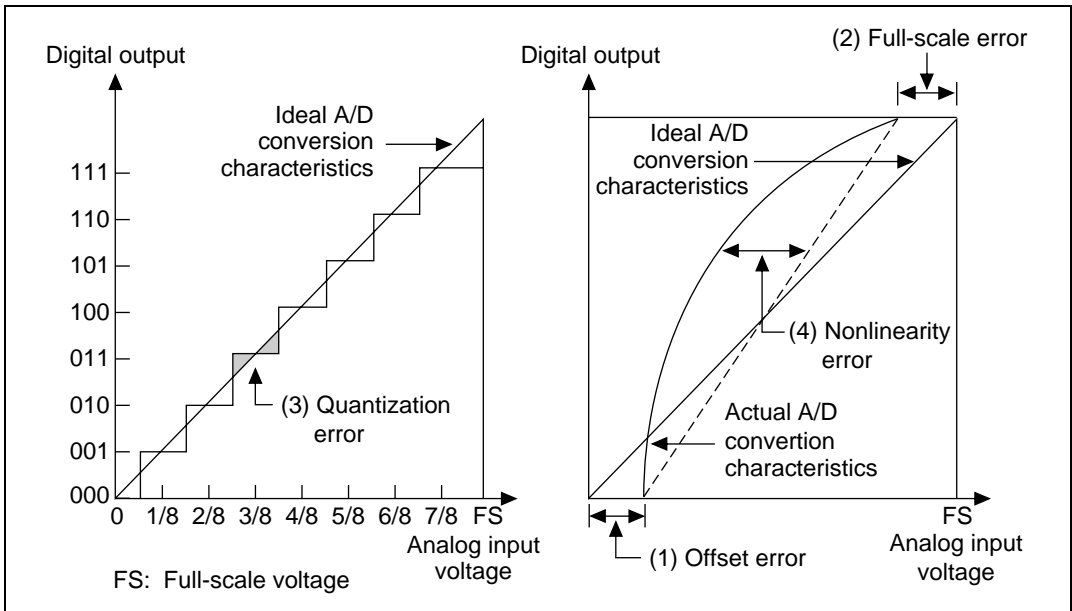 Digital output
Ideal A/D
conversion
characteristics
111
110
101
100
011
010
001
000
(3) Quantization
error
0
1/8
2/8
3/8
4/8
5/8
6/8
7/8
FS
Analog input
voltage
FS: Full-scale voltage
(2) Full-scale error
Digital output
Ideal A/D
conversion
characteristics
(4) Nonlinearity
error
Actual A/D
convertion
characteristics
FS
(1) Offset error
Analog input
voltage